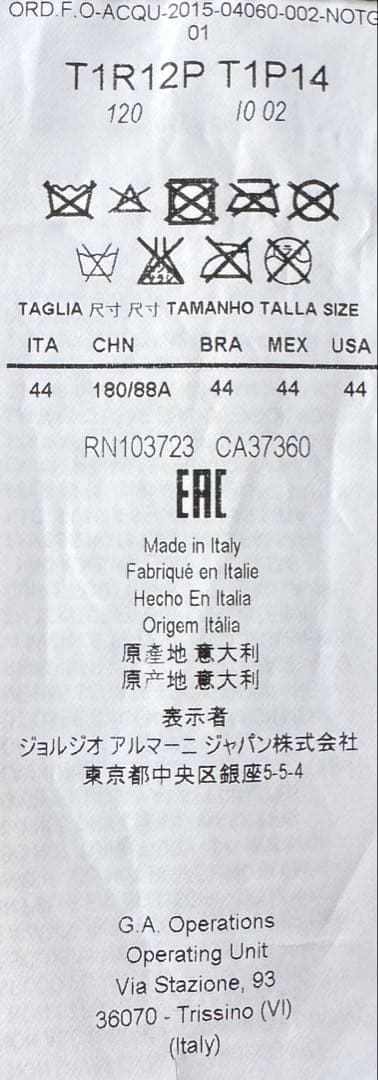 ORD.F.O-ACQU-2015-04060-002-NOTG
01
T1R12P T1P14
120 I0 02
TAGLIA 尺寸 尺寸 TAMANHO TALLA SIZE
ITA CHN BRA MEX USA
44 180/88A 44 44 44
RN103723 CA37360
EAC
Made in Italy
Fabriqué en Italie
Hecho En Italia
Origem Itália
原產地 意大利
原产地 意大利
表示者
ジョルジオ アルマーニ ジャパン株式会社
東京都中央区銀座5-5-4
G.A. Operations
Operating Unit
Via Stazione, 93
36070 - Trissino (VI)
(Italy)